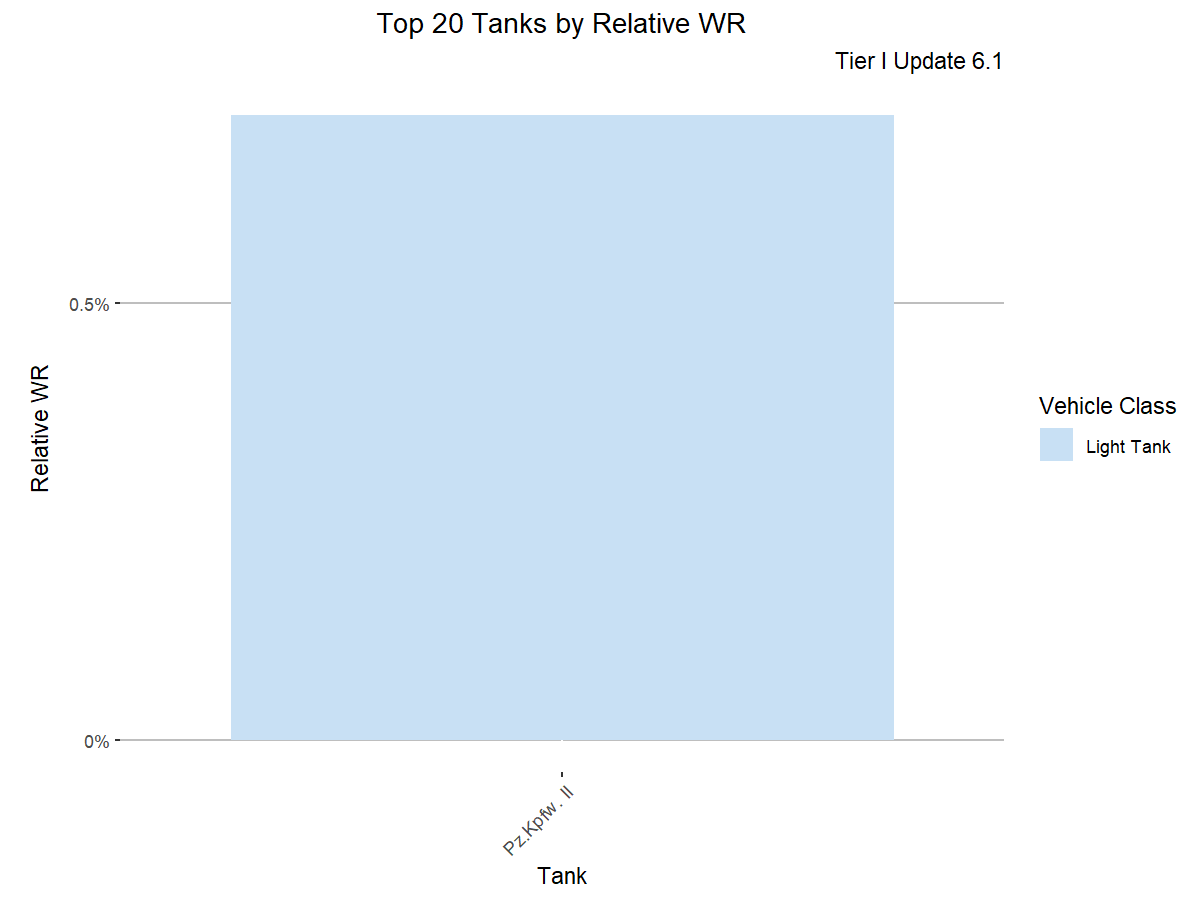 Top 20 Tanks by Relative WR
Tier I Update 6.1
0.5%
0%
Relative WR
Pz.Kpfw. II
Tank
Vehicle Class
Light Tank